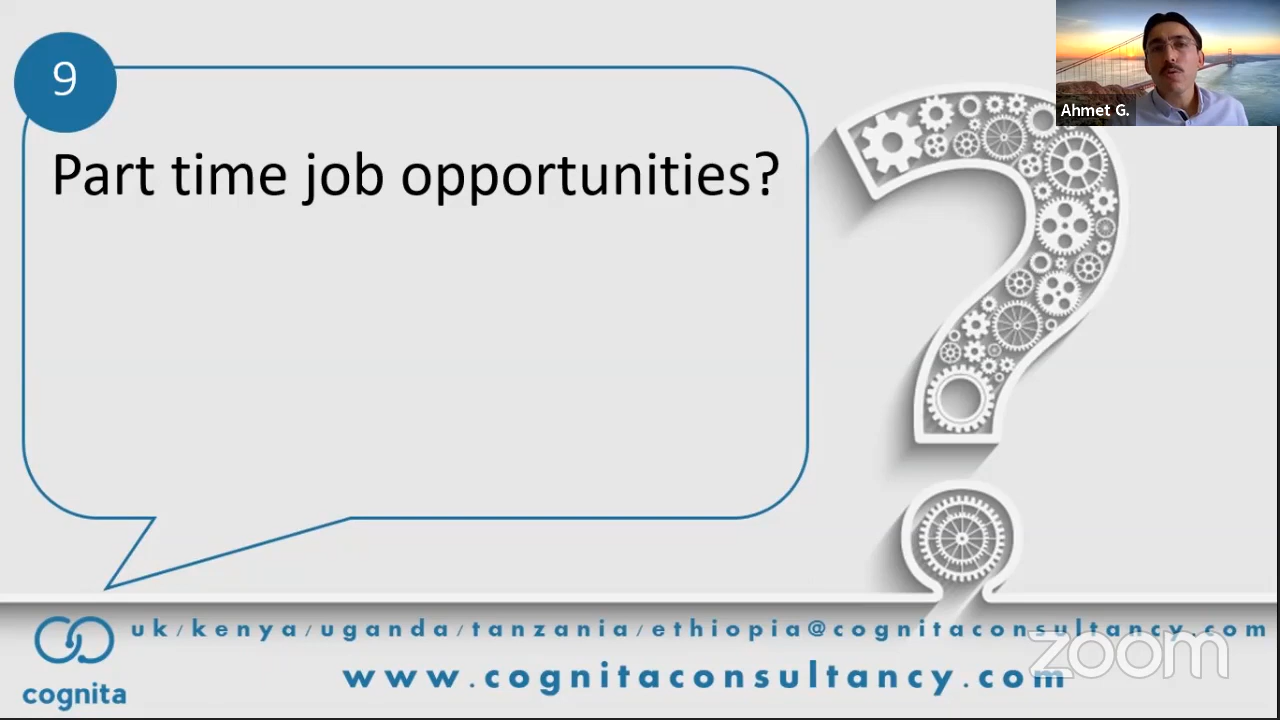 9
Part time job opportunities?
Ahmet G.
uk/kenya/uganda/tanzania/ethiopia@cognitaconsultancy.com
www.cognitaconsultancy.com
cognita
zoom